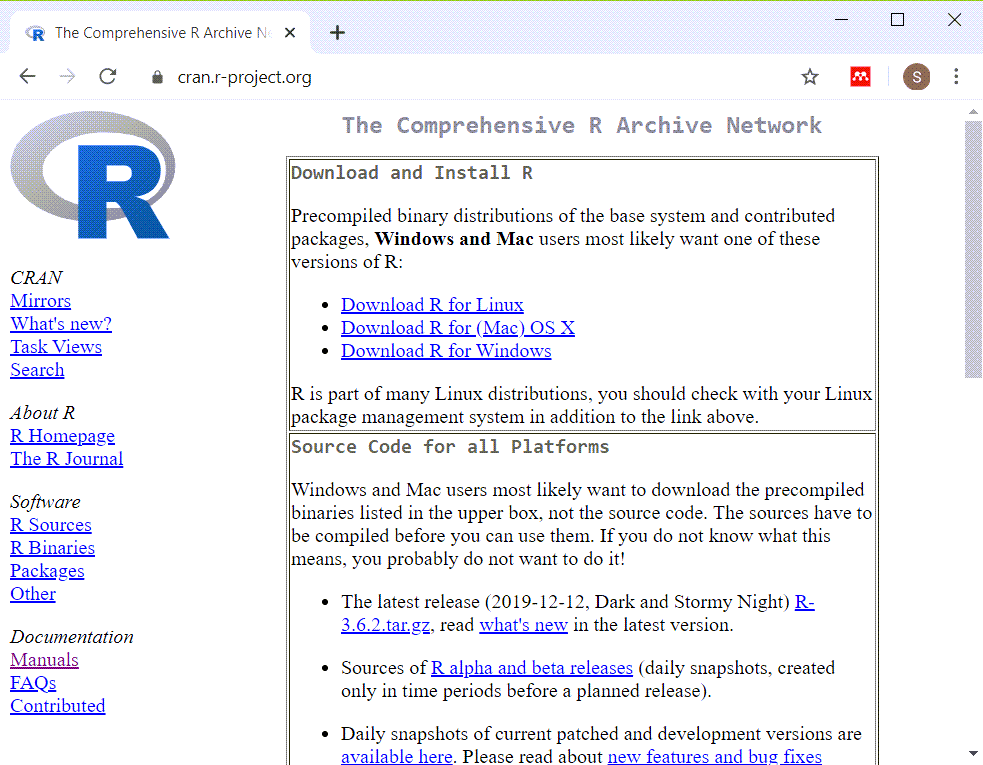 The Comprehensive R Archive Ne
cran.r-project.org
S
The Comprehensive R Archive Network
R
CRAN
Mirrors
What's new?
Task Views
Search
About R
R Homepage
The R Journal
Software
R Sources
R Binaries
Packages
Other
Documentation
Manuals
FAQs
Contributed
Download and Install R
Precompiled binary distributions of the base system and contributed
packages, Windows and Mac users most likely want one of these
versions of R:
Download R for Linux
Download R for (Mac) OS X
Download R for Windows
R is part of many Linux distributions, you should check with your Linux
package management system in addition to the link above.
Source Code for all Platforms
Windows and Mac users most likely want to download the precompiled
binaries listed in the upper box, not the source code. The sources have to
be compiled before you can use them. If you do not know what this
means, you probably do not want to do it!
The latest release (2019-12-12, Dark and Stormy Night) R-
3.6.2.tar.gz, read what's new in the latest version.
Sources of R alpha and beta releases (daily snapshots, created
only in time periods before a planned release).
Daily snapshots of current patched and development versions are
available here. Please read about new features and bug fixes